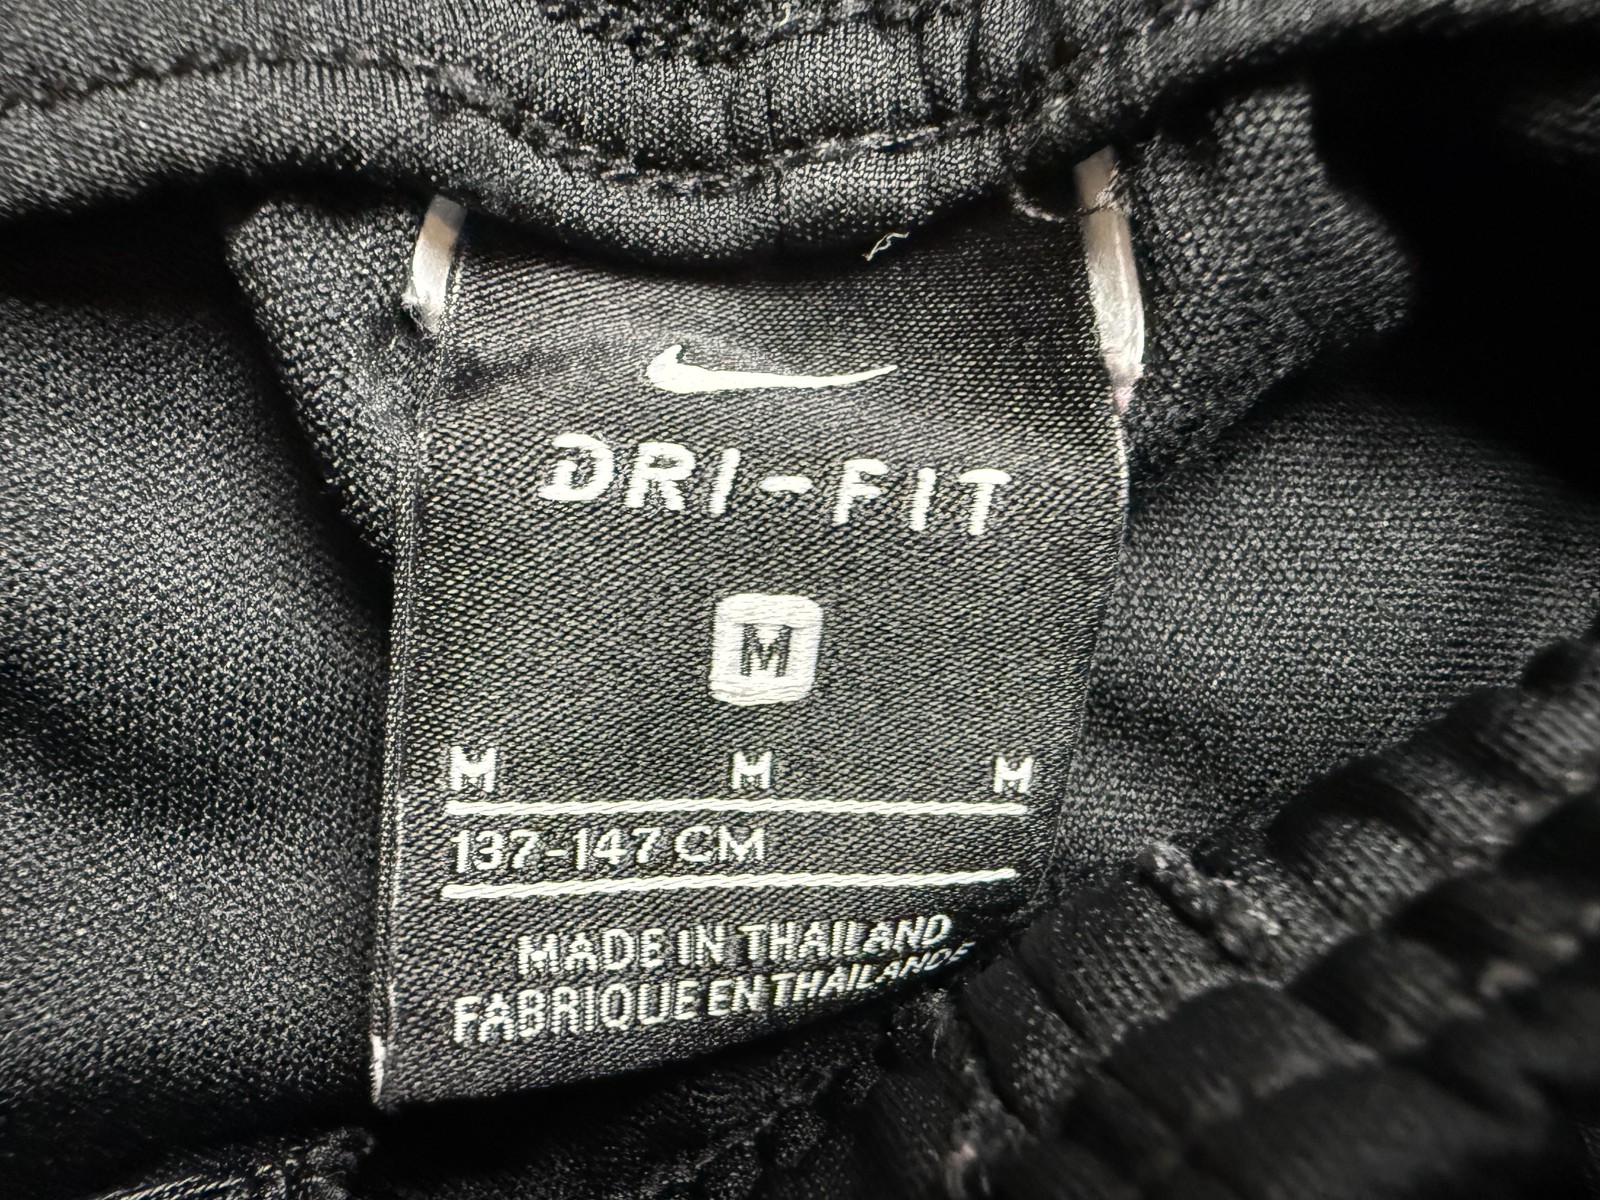 DRI-FIT
M
M M M
137-147 CM
MADE IN THAILAND
FABRIQUE EN THAILANDE